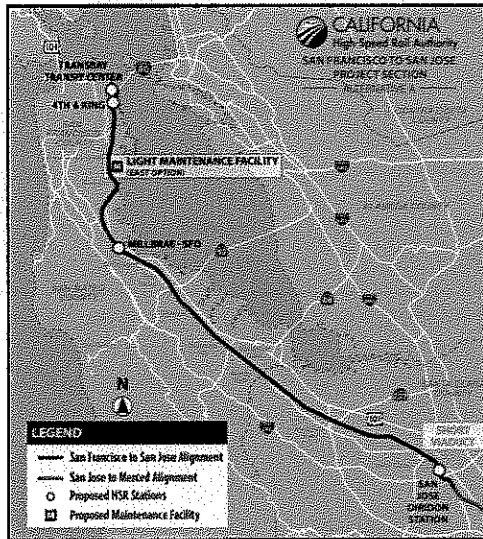 CALIFORNIA
High-Speed Rail Authority
SAN FRANCISCO TO SAN JOSE
PROJECT SECTION
101
TRANSBAY
TRANSIT CENTER
4TH & KING
LIGHT MAINTENANCE FACILITY
(EAST OPTION)
MILLBRAE - SFO
N
LEGEND
San Francisco to San Jose Alignment
San Jose to Merced Alignment
Proposed HSR Stations
Proposed Maintenance Facility
SHORT
VIADUCT
SAN
JOSE
DIRIDON
STATION